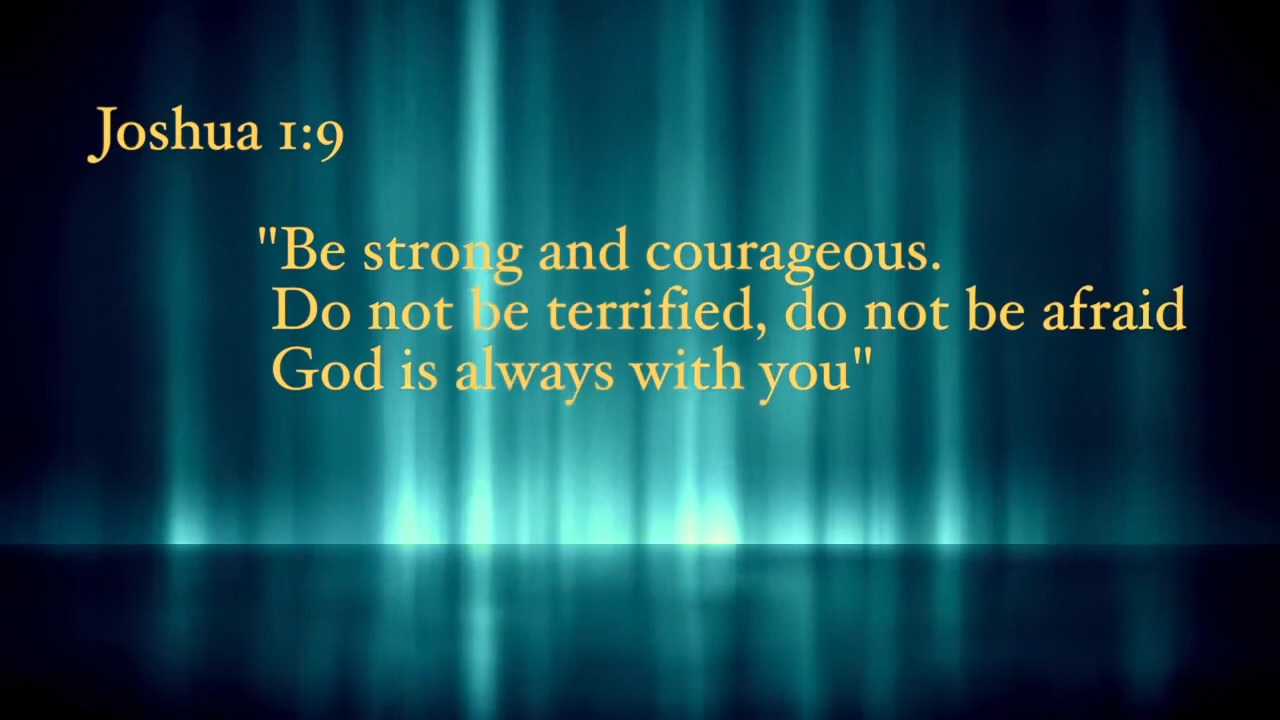 Joshua 1:9
"Be strong and courageous.
Do not be terrified, do not be afraid
God is always with you"